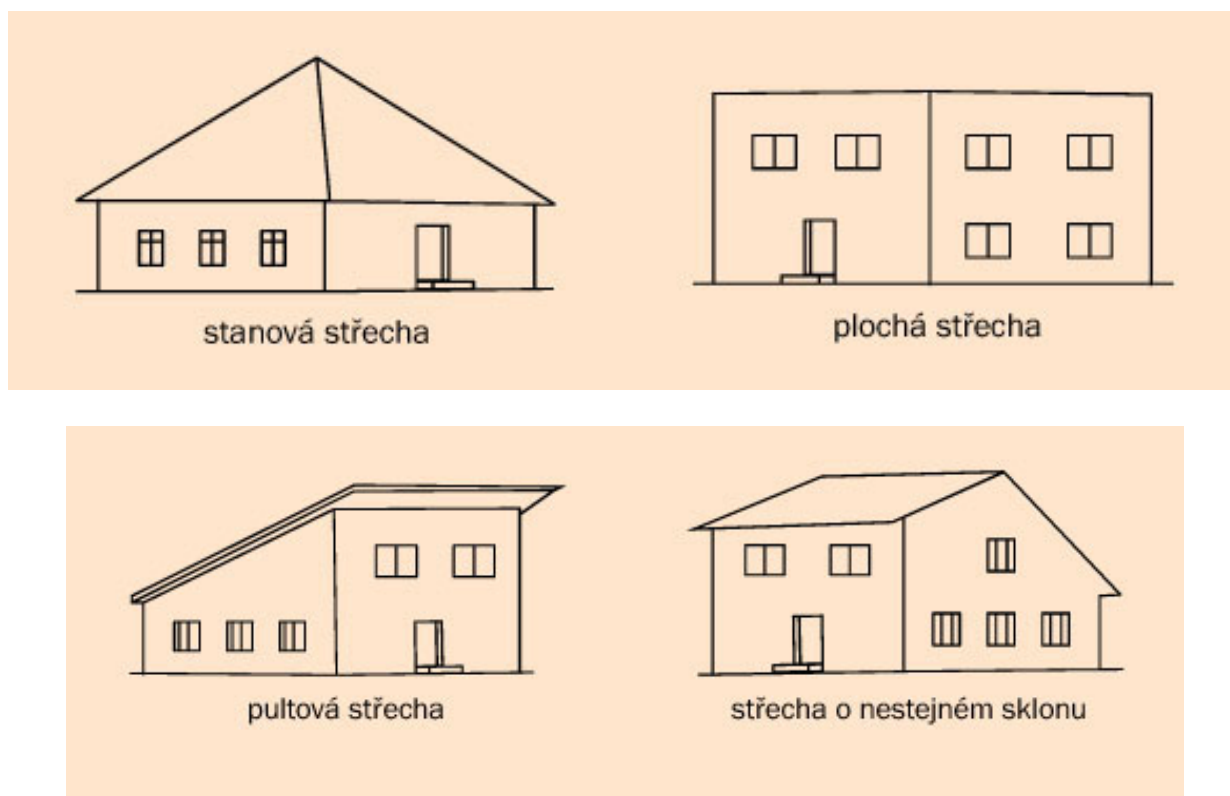 stanová střecha
plochá střecha
pultová střecha
střecha o nestejném sklonu